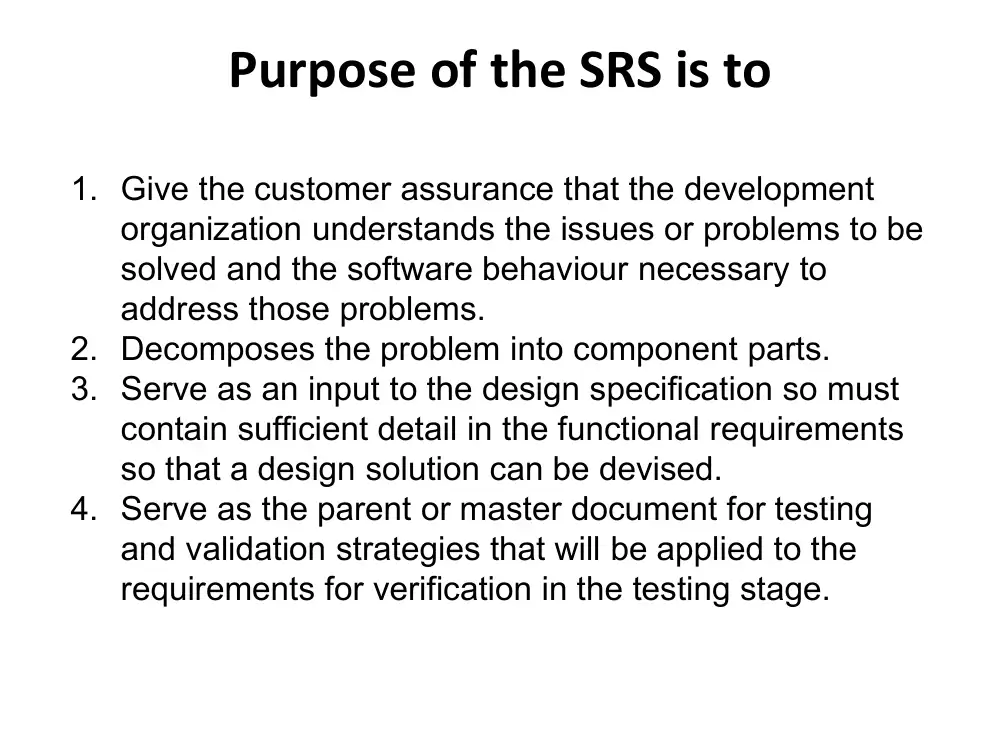 Purpose of the SRS is to
1. Give the customer assurance that the development
organization understands the issues or problems to be
solved and the software behaviour necessary to
address those problems.
2. Decomposes the problem into component parts.
3. Serve as an input to the design specification so must
contain sufficient detail in the functional requirements
so that a design solution can be devised.
4. Serve as the parent or master document for testing
and validation strategies that will be applied to the
requirements for verification in the testing stage.